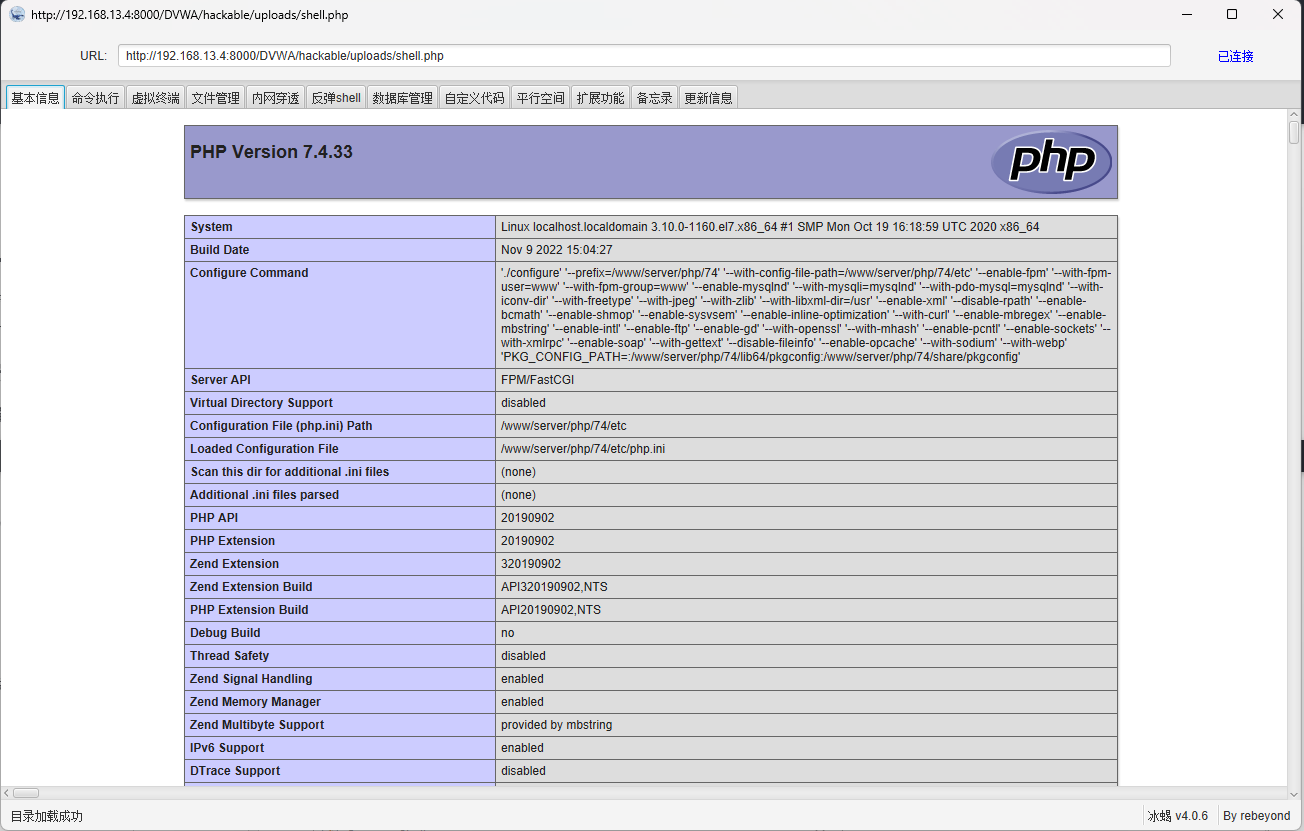 http://192.168.13.4:8000/DVWA/hackable/uploads/shell.php
URL: http://192.168.13.4:8000/DVWA/hackable/uploads/shell.php 已连接
基本信息 命令执行 虚拟终端 文件管理 内网穿透 反弹shell 数据库管理 自定义代码 平行空间 扩展功能 备忘录 更新信息
PHP Version 7.4.33 php
System Linux localhost.localdomain 3.10.0-1160.el7.x86_64 #1 SMP Mon Oct 19 16:18:59 UTC 2020 x86_64
Build Date Nov 9 2022 15:04:27
Configure Command './configure' '--prefix=/www/server/php/74' '--with-config-file-path=/www/server/php/74/etc' '--enable-fpm' '--with-fpm-
user=www' '--with-fpm-group=www' '--enable-mysqlnd' '--with-mysqli=mysqlnd' '--with-pdo-mysql=mysqlnd' '--with-
iconv-dir' '--with-freetype' '--with-jpeg' '--with-zlib' '--with-libxml-dir=/usr' '--enable-xml' '--disable-rpath' '--enable-
bcmath' '--enable-shmop' '--enable-sysvsem' '--enable-inline-optimization' '--with-curl' '--enable-mbregex' '--enable-
mbstring' '--enable-intl' '--enable-ftp' '--enable-gd' '--with-openssl' '--with-mhash' '--enable-pcntl' '--enable-sockets' '--
with-xmlrpc' '--enable-soap' '--with-gettext' '--disable-fileinfo' '--enable-opcache' '--with-sodium' '--with-webp'
'PKG_CONFIG_PATH=:/www/server/php/74/lib64/pkgconfig:/www/server/php/74/share/pkgconfig'
Server API FPM/FastCGI
Virtual Directory Support disabled
Configuration File (php.ini) Path /www/server/php/74/etc
Loaded Configuration File /www/server/php/74/etc/php.ini
Scan this dir for additional .ini files (none)
Additional .ini files parsed (none)
PHP API 20190902
PHP Extension 20190902
Zend Extension 320190902
Zend Extension Build API320190902,NTS
PHP Extension Build API20190902,NTS
Debug Build no
Thread Safety disabled
Zend Signal Handling enabled
Zend Memory Manager enabled
Zend Multibyte Support provided by mbstring
IPv6 Support enabled
DTrace Support disabled
目录加载成功 冰蝎 v4.0.6 By rebeyond